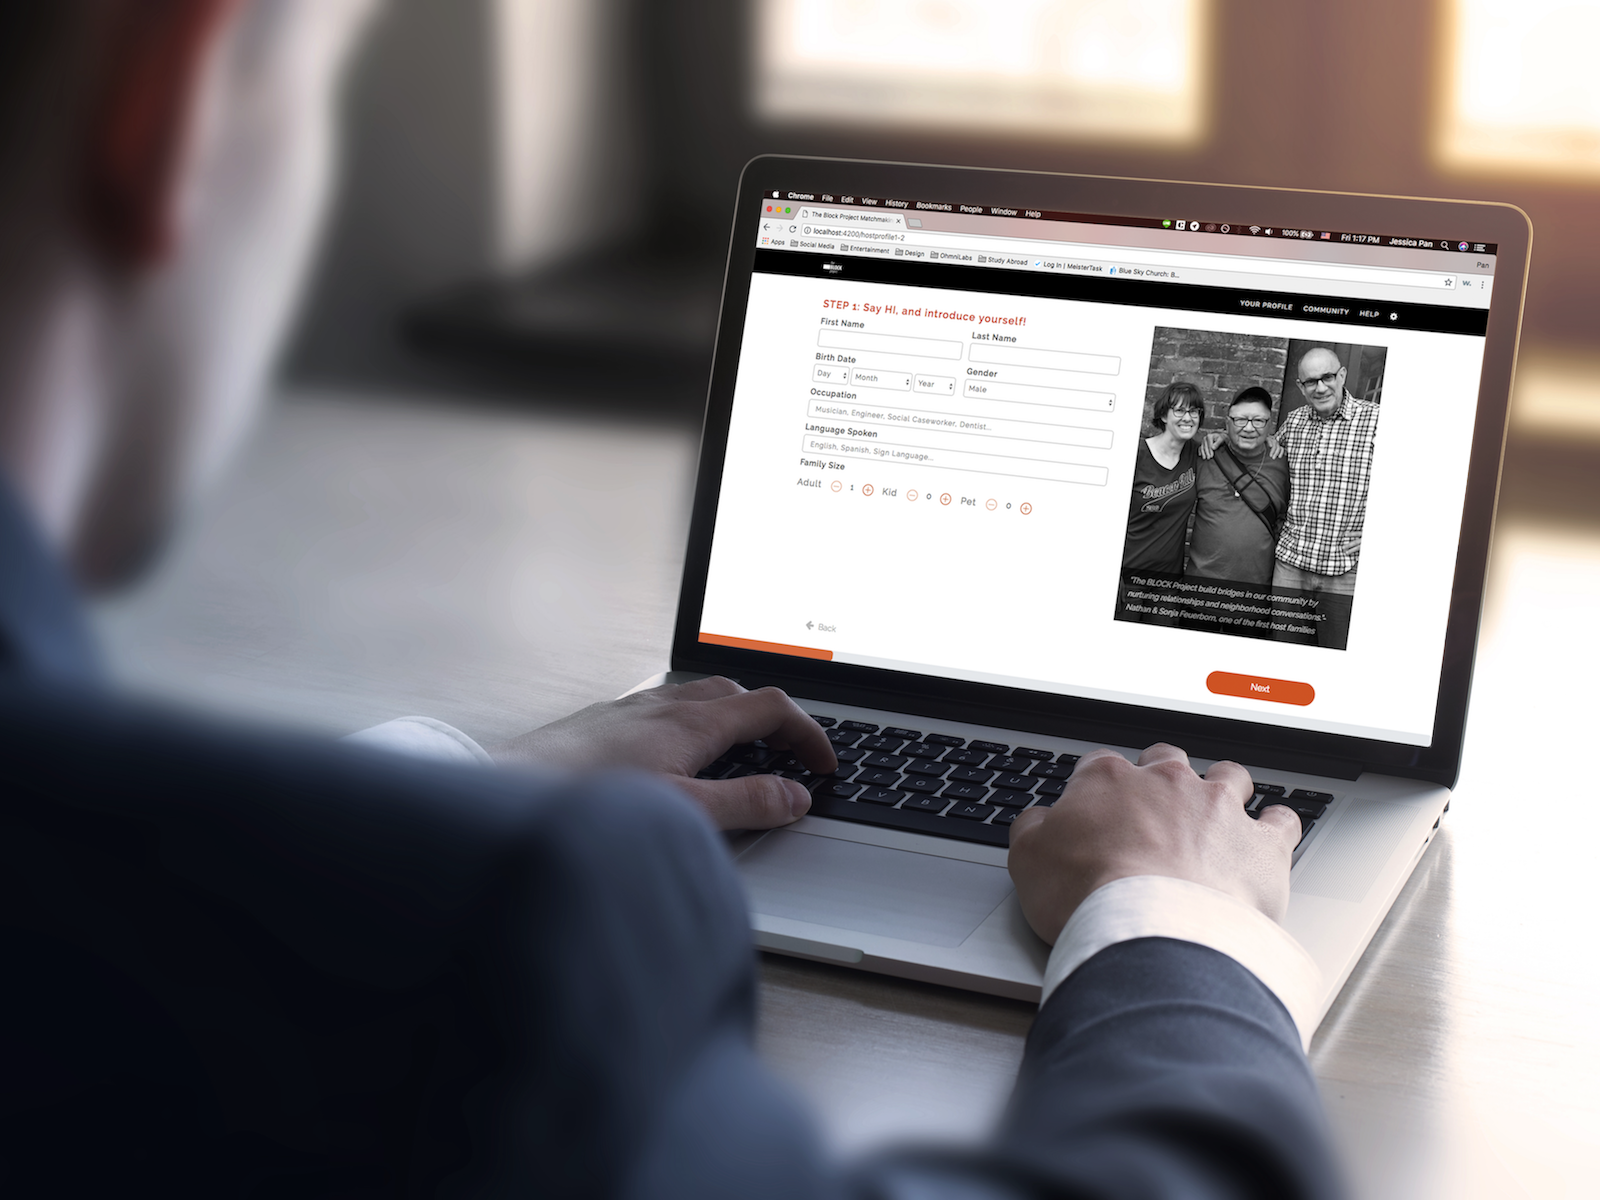 Chrome File Edit View History Bookmarks People Window Help
100% Fri 1:17 PM Jessica Pan
The Block Project Matchmakin
Pan
localhost:4200/hostprofile1-2
Apps Social Media Entertainment Design OhmniLabs Study Abroad Log In | MeisterTask Blue Sky Church: B...
BLOCK
YOUR PROFILE COMMUNITY HELP
STEP 1: Say HI, and introduce yourself!
First Name Last Name
Birth Date Gender
Day Month Year Male
Occupation
Musician, Engineer, Social Caseworker, Dentist...
Language Spoken
English, Spanish, Sign Language...
Family Size
Adult 1 Kid 0 Pet 0
"The BLOCK Project build bridges in our community by
nurturing relationships and neighborhood conversations."-
Nathan & Sonja Feuerborn, one of the first host families
Back
Next